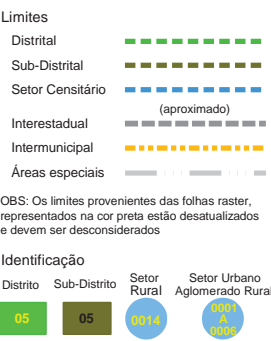 Limites
Distrital
Sub-Distrital
Setor Censitário
(aproximado)
Interestadual
Intermunicipal
Áreas especiais
OBS: Os limites provenientes das folhas raster,
representados na cor preta estão desatualizados
e devem ser desconsiderados
Identificação
Distrito
Sub-Distrito
Setor
Rural
Setor Urbano
Aglomerado Rural
05
05
0014
0001
A
0006